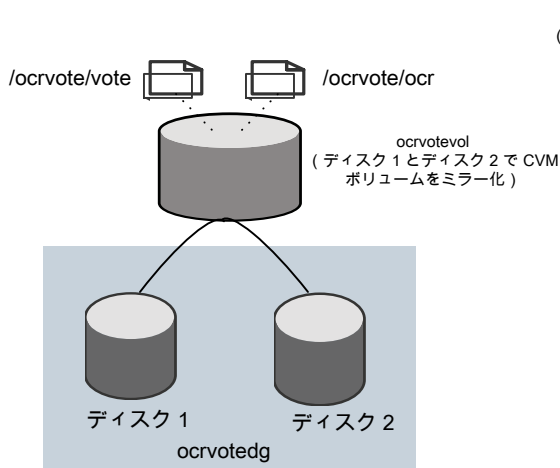 (
/ocrvote/vote
/ocrvote/ocr
ocrvotevol
(ディスク 1 とディスク 2 で CVM
ボリュームをミラー化)
ディスク 1
ディスク 2
ocrvotedg